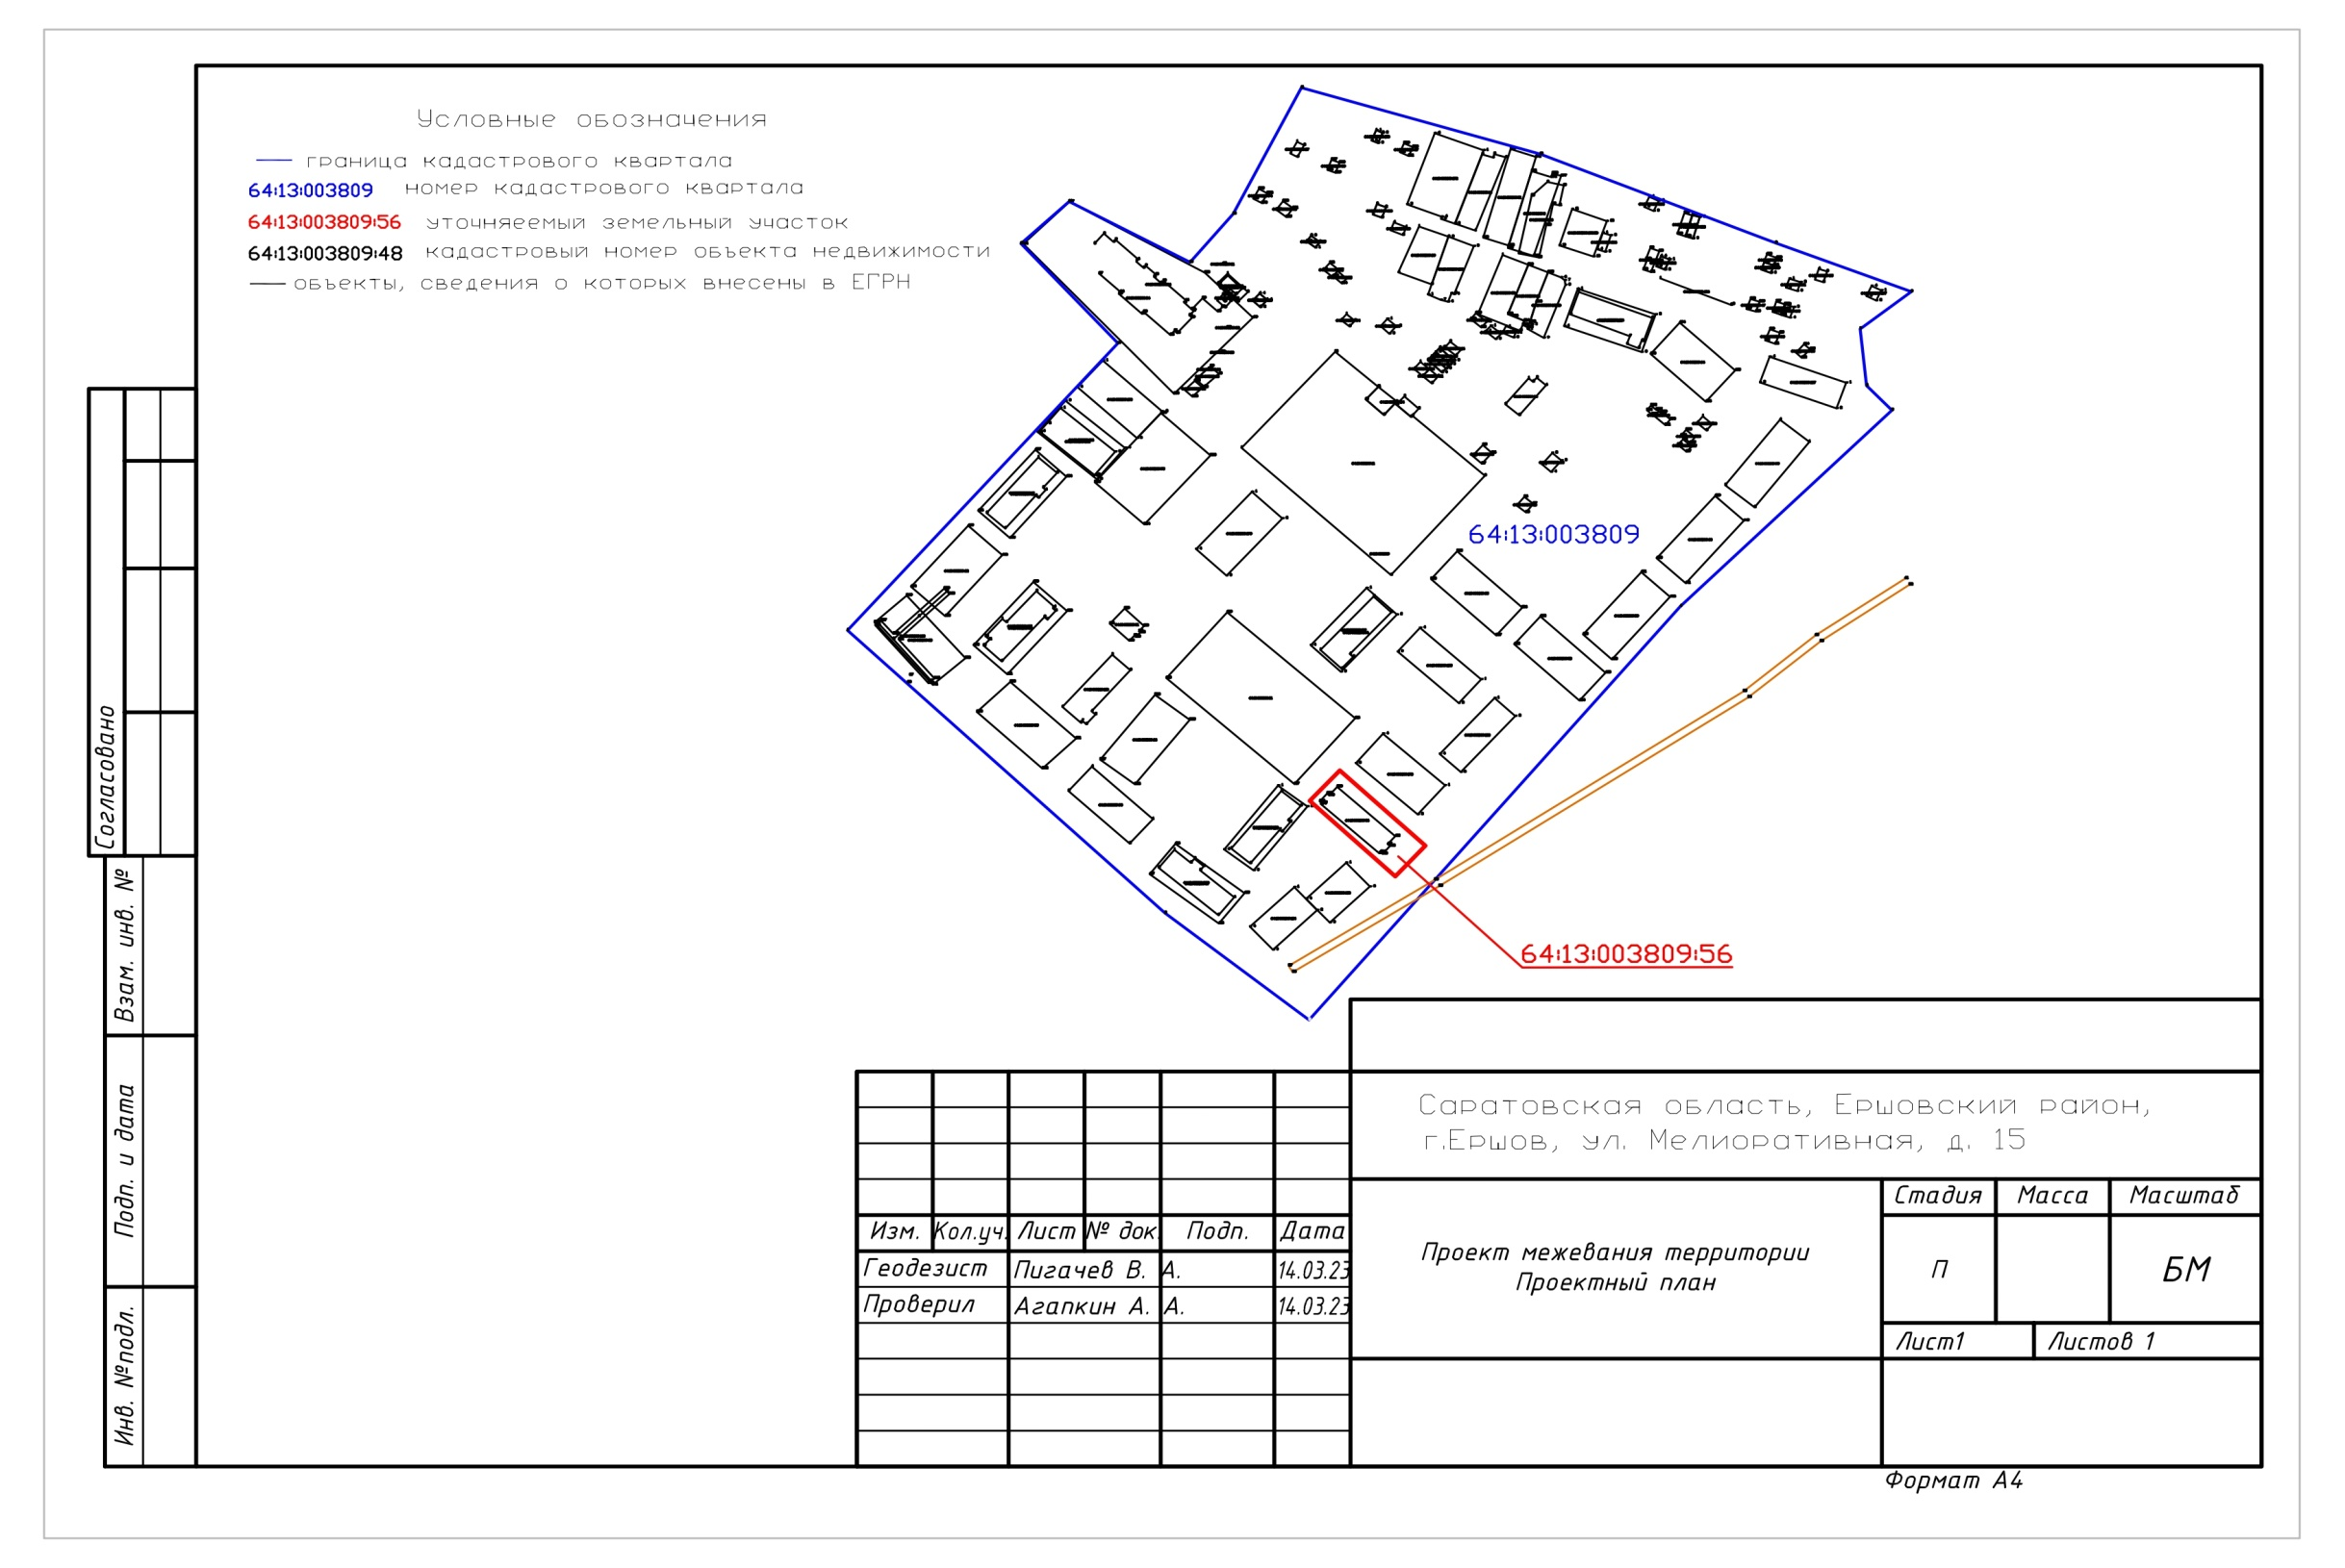 Условные обозначения
граница кадастрового квартала
64:13:003809 номер кадастрового квартала
64:13:003809:56 уточняеемый земельный участок
64:13:003809:48 кадастровый номер объекта недвижимости
объекты, сведения о которых внесены в ЕГРН
64:13:003809
64:13:003809:56
Согласовано
Взам. инв. №
Подп. и дата
Инв. №подл.
Саратовская область, Ершовский район,
г.Ершов, ул. Мелиоративная, д. 15
Изм. Кол.уч. Лист № док. Подп. Дата
Геодезист Пигачев В. А. 14.03.23
Проверил Агапкин А. А. 14.03.23
Проект межевания территории
Проектный план
Стадия Масса Масштаб
П БМ
Лист1 Листов 1
Формат А4